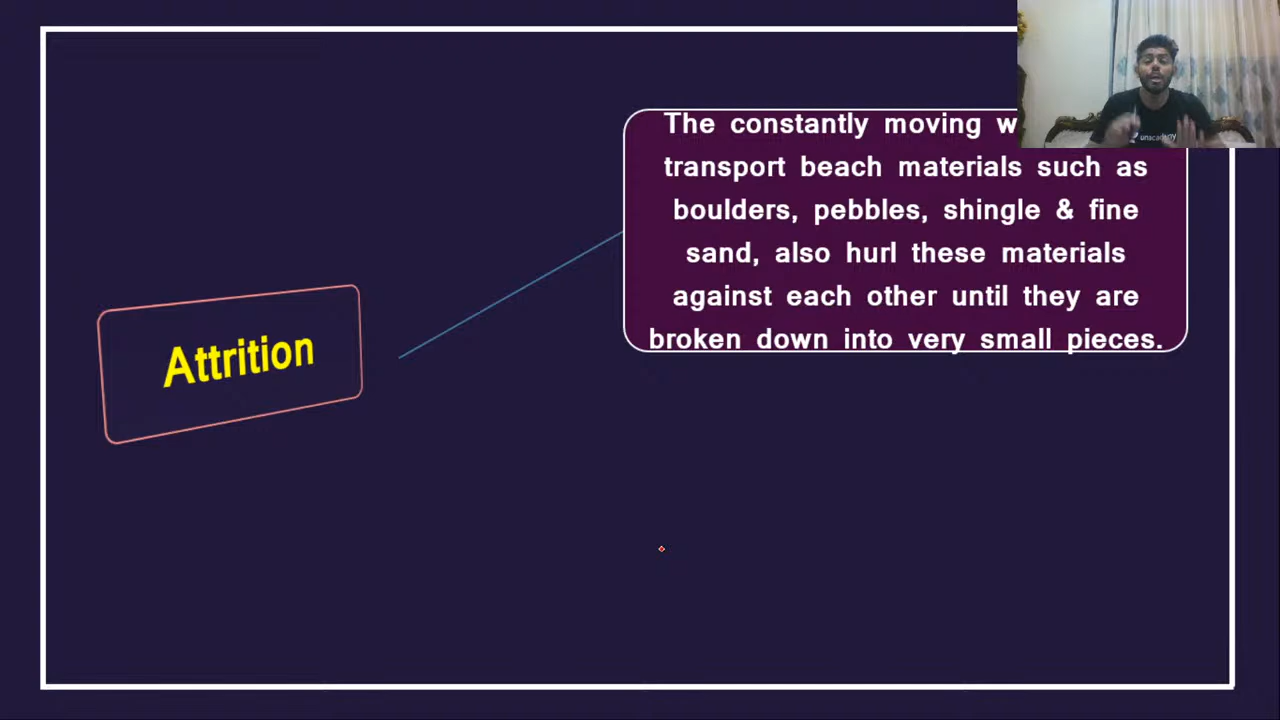 The constantly moving
transport beach materials such as
boulders, pebbles, shingle & fine
sand, also hurl these materials
against each other until they are
broken down into very small pieces.
Attrition